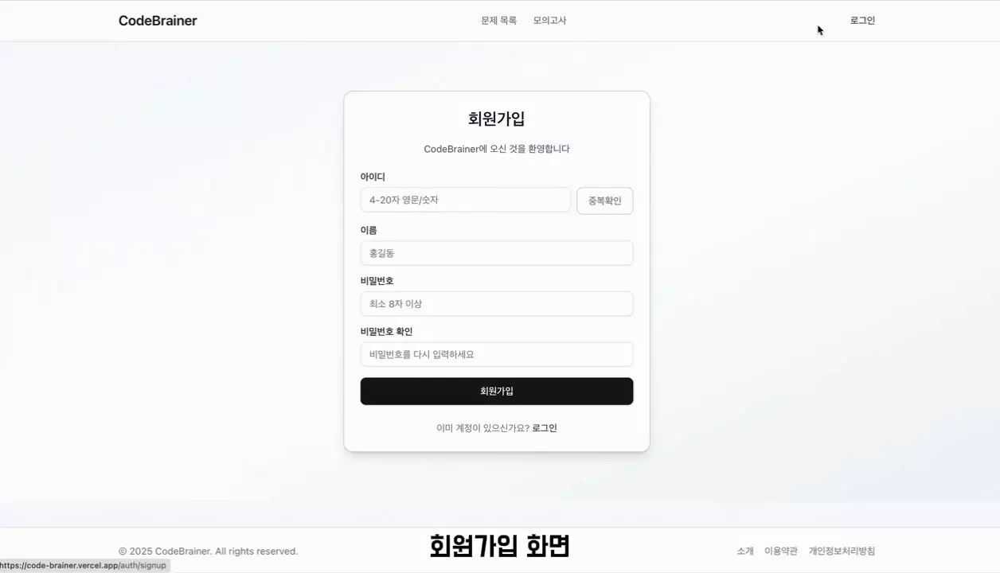 CodeBrainer
문제 목록
모의고사
로그인
회원가입
CodeBrainer에 오신 것을 환영합니다
아이디
4-20자 영문/숫자
중복확인
이름
홍길동
비밀번호
최소 8자 이상
비밀번호 확인
비밀번호를 다시 입력하세요
회원가입
이미 계정이 있으신가요? 로그인
© 2025 CodeBrainer. All rights reserved.
회원가입 화면
소개
이용약관
개인정보처리방침
https://code-brainer.vercel.app/auth/signup